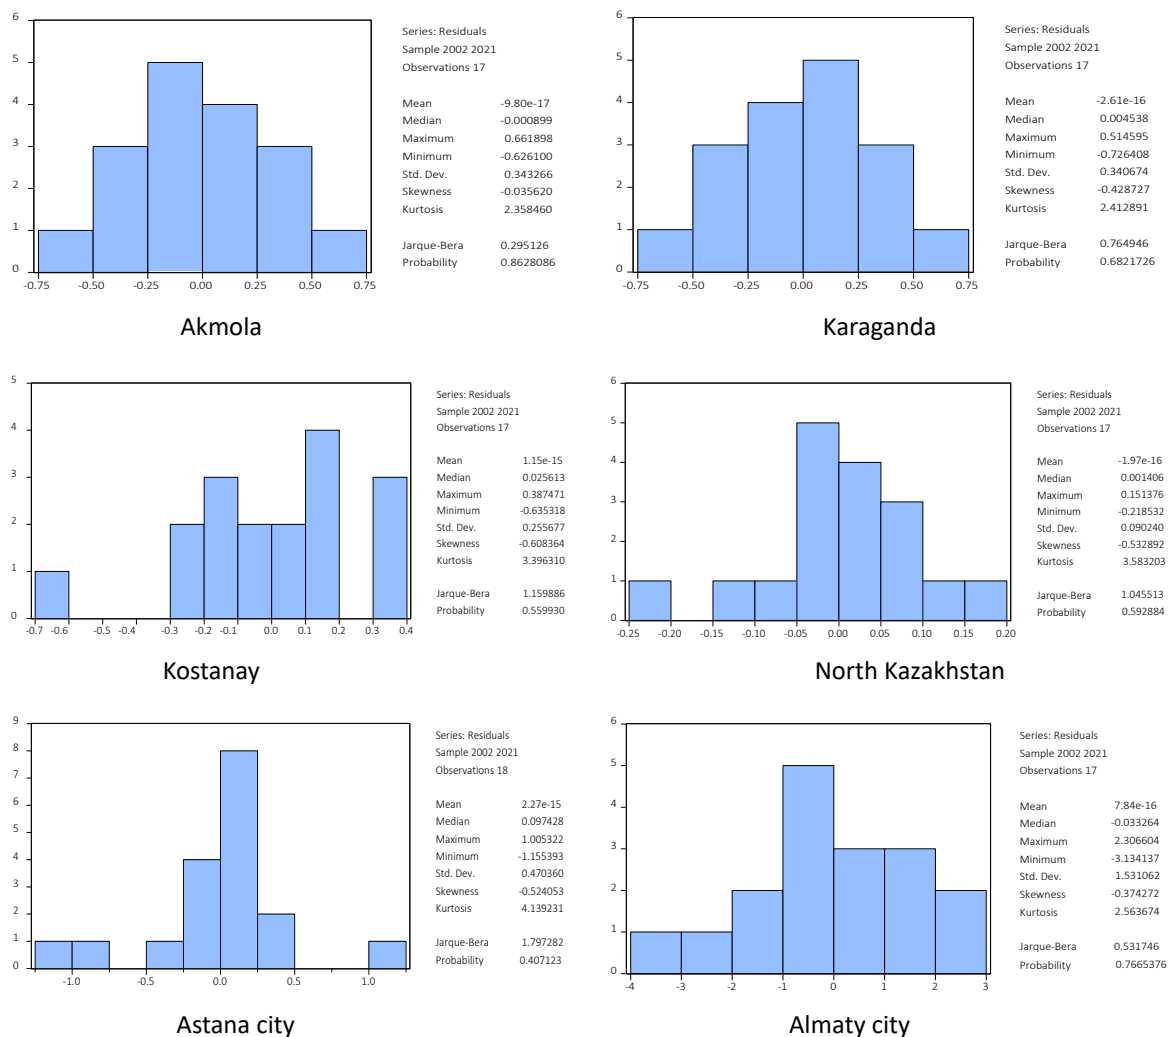 6
5
4
3
2
1
0
-0.75 -0.50 -0.25 0.00 0.25 0.50 0.75
Series: Residuals
Sample 2002 2021
Observations 17
Mean -9.80e-17
Median -0.000899
Maximum 0.661898
Minimum -0.626100
Std. Dev. 0.343266
Skewness -0.035620
Kurtosis 2.358460
Jarque-Bera 0.295126
Probability 0.8628086
Akmola
6
5
4
3
2
1
0
-0.75 -0.50 -0.25 0.00 0.25 0.50 0.75
Series: Residuals
Sample 2002 2021
Observations 17
Mean -2.61e-16
Median 0.004538
Maximum 0.514595
Minimum -0.726408
Std. Dev. 0.340674
Skewness -0.428727
Kurtosis 2.412891
Jarque-Bera 0.764946
Probability 0.6821726
Karaganda
5
4
3
2
1
0
-0.7 -0.6 -0.5 -0.4 -0.3 -0.2 -0.1 0.0 0.1 0.2 0.3 0.4
Series: Residuals
Sample 2002 2021
Observations 17
Mean 1.15e-15
Median 0.025613
Maximum 0.387471
Minimum -0.635318
Std. Dev. 0.255677
Skewness -0.608364
Kurtosis 3.396310
Jarque-Bera 1.159886
Probability 0.559930
Kostanay
6
5
4
3
2
1
0
-0.25 -0.20 -0.15 -0.10 -0.05 0.00 0.05 0.10 0.15 0.20
Series: Residuals
Sample 2002 2021
Observations 17
Mean -1.97e-16
Median 0.001406
Maximum 0.151376
Minimum -0.218532
Std. Dev. 0.090240
Skewness -0.532892
Kurtosis 3.583203
Jarque-Bera 1.045513
Probability 0.592884
North Kazakhstan
9
8
7
6
5
4
3
2
1
0
-1.0 -0.5 0.0 0.5 1.0
Series: Residuals
Sample 2002 2021
Observations 18
Mean 2.27e-15
Median 0.097428
Maximum 1.005322
Minimum -1.155393
Std. Dev. 0.470360
Skewness -0.524053
Kurtosis 4.139231
Jarque-Bera 1.797282
Probability 0.407123
Astana city
6
5
4
3
2
1
0
-4 -3 -2 -1 0 1 2 3
Series: Residuals
Sample 2002 2021
Observations 17
Mean 7.84e-16
Median -0.033264
Maximum 2.306604
Minimum -3.134137
Std. Dev. 1.531062
Skewness -0.374272
Kurtosis 2.563674
Jarque-Bera 0.531746
Probability 0.7665376
Almaty city